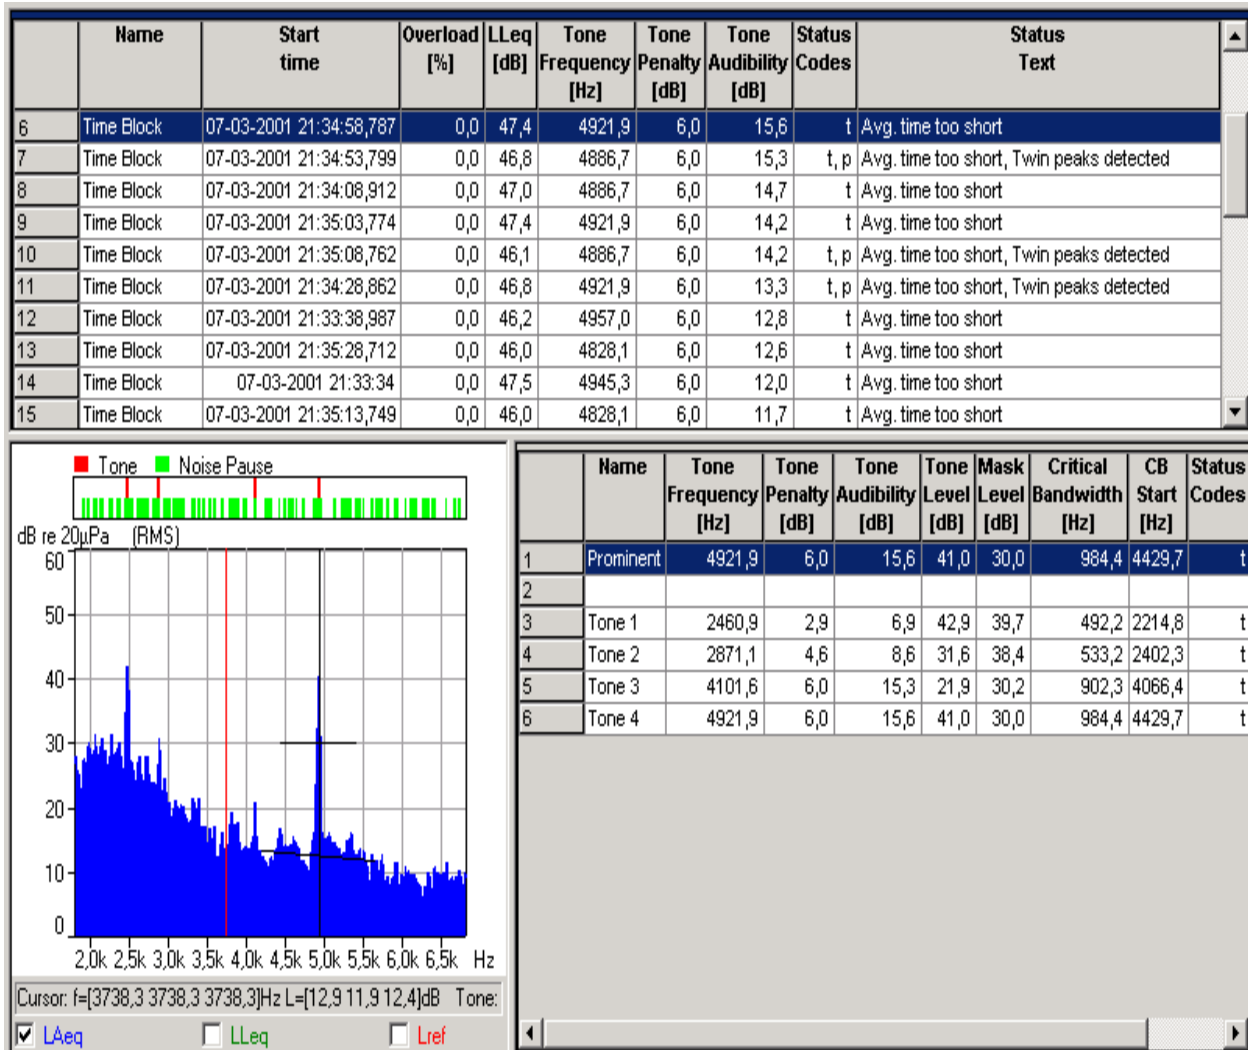 Name Start time Overload [%] LLeq [dB] Tone Frequency [Hz] Tone Penalty [dB] Tone Audibility [dB] Status Codes Status Text
6 Time Block 07-03-2001 21:34:58,787 0,0 47,4 4921,9 6,0 15,6 t Avg. time too short
7 Time Block 07-03-2001 21:34:53,799 0,0 46,8 4886,7 6,0 15,3 t, p Avg. time too short, Twin peaks detected
8 Time Block 07-03-2001 21:34:08,912 0,0 47,0 4886,7 6,0 14,7 t Avg. time too short
9 Time Block 07-03-2001 21:35:03,774 0,0 47,4 4921,9 6,0 14,2 t Avg. time too short
10 Time Block 07-03-2001 21:35:08,762 0,0 46,1 4886,7 6,0 14,2 t, p Avg. time too short, Twin peaks detected
11 Time Block 07-03-2001 21:34:28,862 0,0 46,8 4921,9 6,0 13,3 t, p Avg. time too short, Twin peaks detected
12 Time Block 07-03-2001 21:33:38,987 0,0 46,2 4957,0 6,0 12,8 t Avg. time too short
13 Time Block 07-03-2001 21:35:28,712 0,0 46,0 4828,1 6,0 12,6 t Avg. time too short
14 Time Block 07-03-2001 21:33:34 0,0 47,5 4945,3 6,0 12,0 t Avg. time too short
15 Time Block 07-03-2001 21:35:13,749 0,0 46,0 4828,1 6,0 11,7 t Avg. time too short
Tone Noise Pause
dB re 20µPa (RMS)
60
50
40
30
20
10
0
2,0k 2,5k 3,0k 3,5k 4,0k 4,5k 5,0k 5,5k 6,0k 6,5k Hz
Cursor: f=[3738,3 3738,3 3738,3]Hz L=[12,9 11,9 12,4]dB Tone:
LAeq LLeq Lref
Name Tone Frequency [Hz] Tone Penalty [dB] Tone Audibility [dB] Tone Level [dB] Mask Level [dB] Critical Bandwidth [Hz] CB Start [Hz] Status Codes
1 Prominent 4921,9 6,0 15,6 41,0 30,0 984,4 4429,7 t
2
3 Tone 1 2460,9 2,9 6,9 42,9 39,7 492,2 2214,8 t
4 Tone 2 2871,1 4,6 8,6 31,6 38,4 533,2 2402,3 t
5 Tone 3 4101,6 6,0 15,3 21,9 30,2 902,3 4066,4 t
6 Tone 4 4921,9 6,0 15,6 41,0 30,0 984,4 4429,7 t